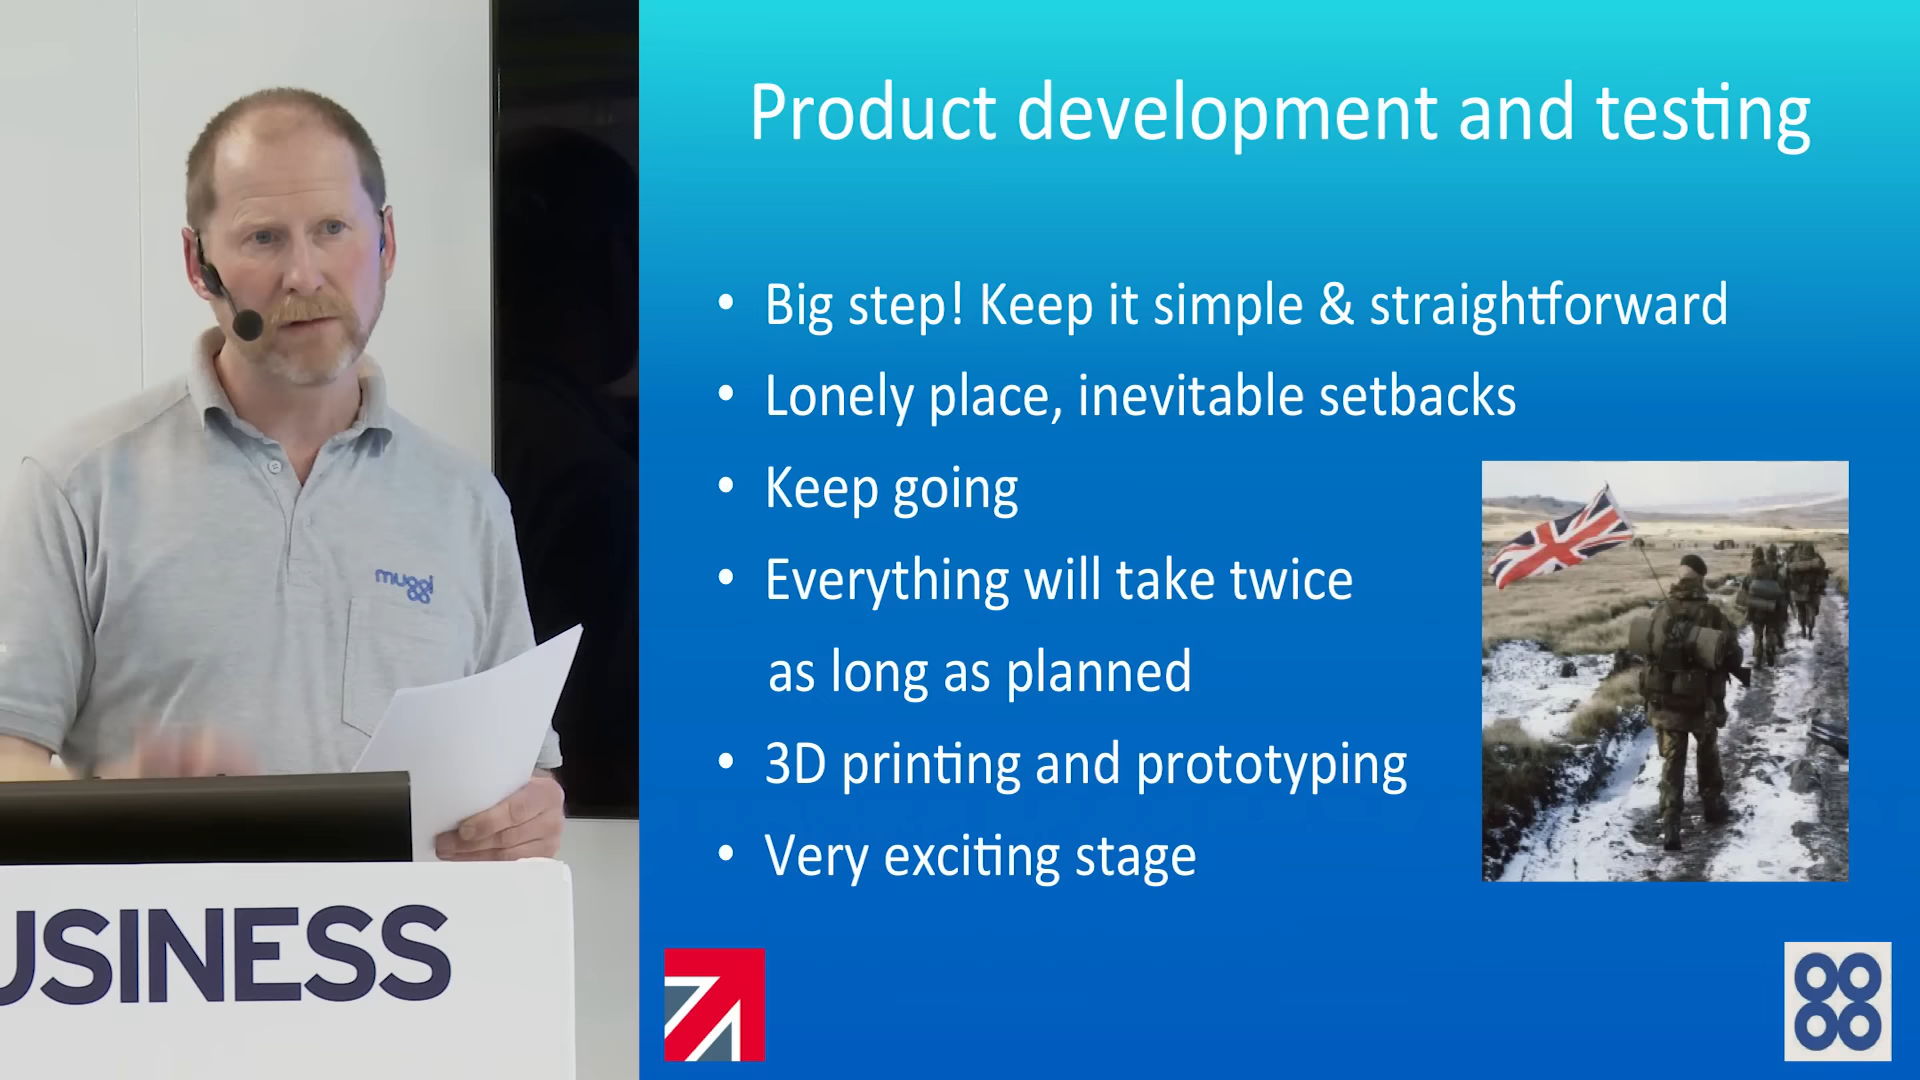 Product development and testing
• Big step! Keep it simple & straightforward
• Lonely place, inevitable setbacks
• Keep going
• Everything will take twice
as long as planned
• 3D printing and prototyping
• Very exciting stage
muggi
USINESS